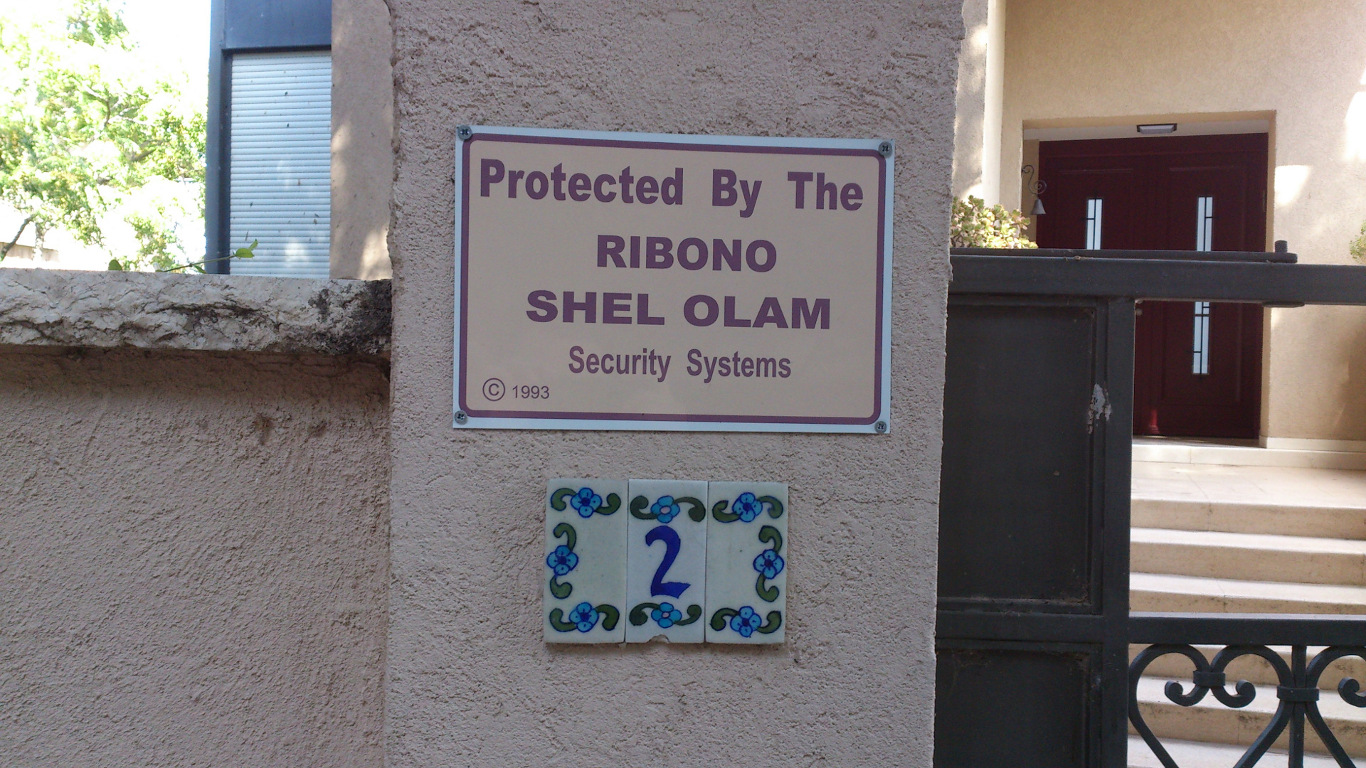 Protected By The
RIBONO
SHEL OLAM
Security Systems
© 1993
2